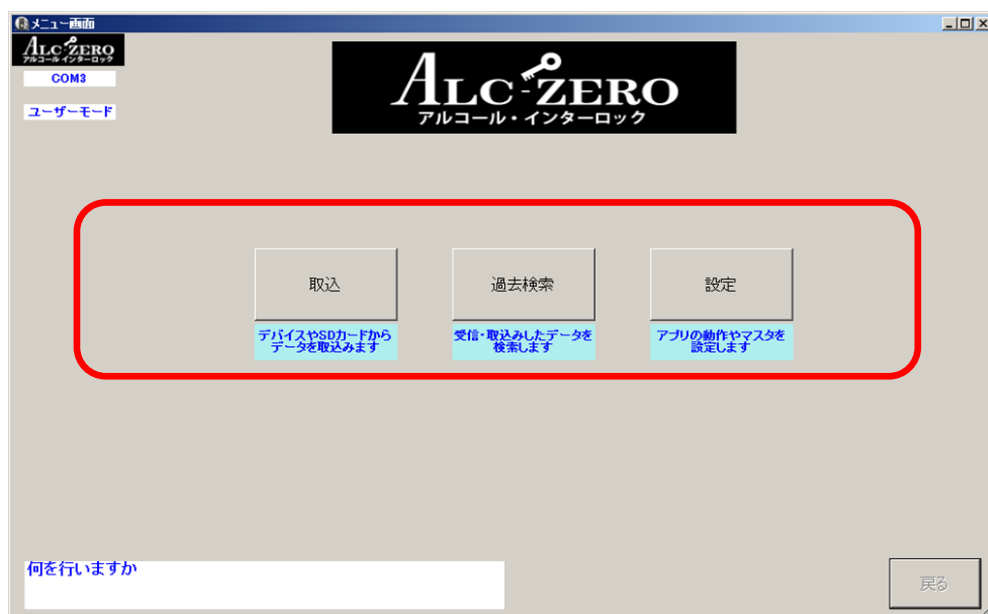 メニュー画面
ALC-ZERO
アルコール・インターロック
COM3
ユーザーモード
ALC-ZERO
アルコール・インターロック
取込
過去検索
設定
デバイスやSDカードから
データを取込みます
受信・取込みしたデータを
検索します
アプリの動作やマスタを
設定します
何を行いますか
戻る